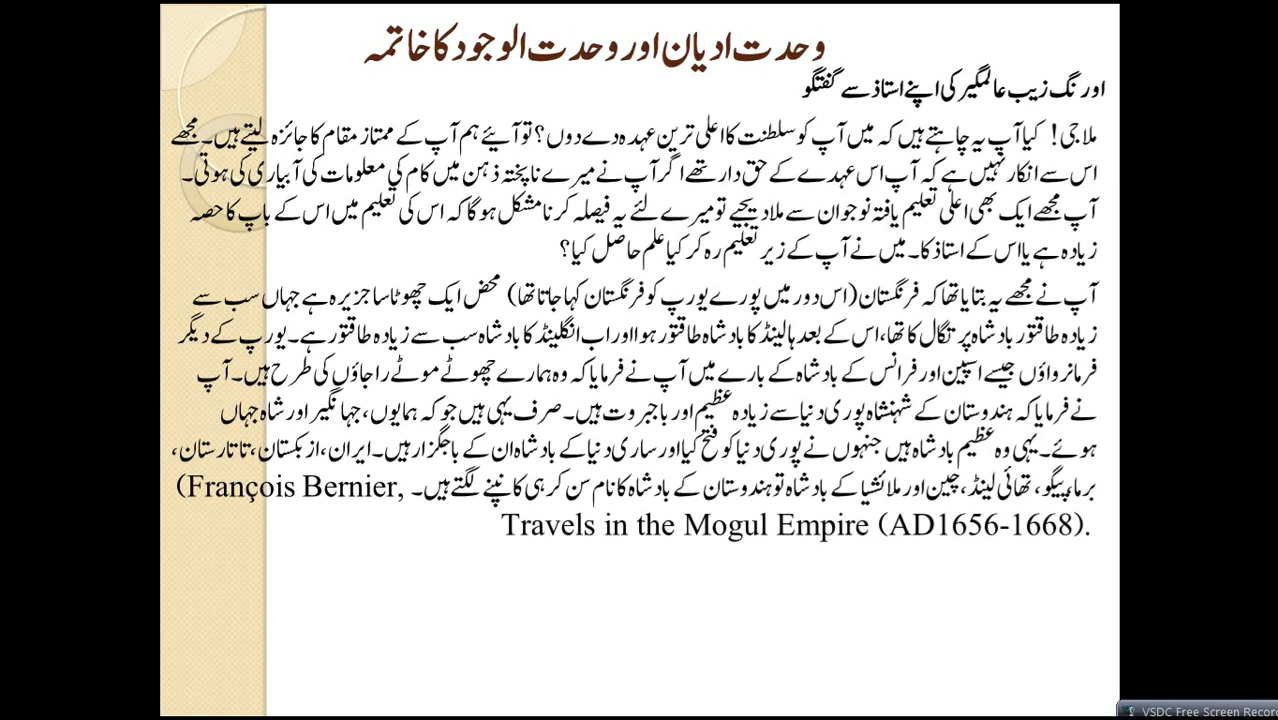 وحدت ادیان اور وحدت الوجود کا خاتمہ
اورنگ زیب عالمگیر کی اپنے استاذ سے گفتگو
ملا جی! کیا آپ یہ چاہتے ہیں کہ میں آپ کو سلطنت کا اعلی ترین عہدہ دے دوں؟ تو آیئے ہم آپ کے ممتاز مقام کا جائزہ لیتے ہیں۔ مجھے
اس سے انکار نہیں ہے کہ آپ اس عہدے کے حق دار تھے اگر آپ نے میرے ناپختہ ذہن میں کام کی معلومات کی آبیاری کی ہوتی۔
آپ مجھے ایک بھی اعلیٰ تعلیم یافتہ نوجوان سے ملا دیجیے تو میرے لئے یہ فیصلہ کرنا مشکل ہو گا کہ اس کی تعلیم میں اس کے باپ کا حصہ
زیادہ ہے یا اس کے استاذ کا۔ میں نے آپ کے زیر تعلیم رہ کر کیا علم حاصل کیا؟
آپ نے مجھے یہ بتایا تھا کہ فرنگستان (اس دور میں پورے یورپ کو فرنگستان کہا جاتا تھا) محض ایک چھوٹا سا جزیرہ ہے جہاں سب سے
زیادہ طاقتور بادشاہ پرتگال کا تھا، اس کے بعد ہالینڈ کا بادشاہ طاقتور ہوا اور اب انگلینڈ کا بادشاہ سب سے زیادہ طاقتور ہے۔ یورپ کے دیگر
فرمانرواؤں جیسے اسپین اور فرانس کے بادشاہ کے بارے میں آپ نے فرمایا کہ وہ ہمارے چھوٹے موٹے راجاؤں کی طرح ہیں۔ آپ
نے فرمایا کہ ہندوستان کے شہنشاہ پوری دنیا سے زیادہ عظیم اور باجبروت ہیں۔ صرف یہی ہیں جو کہ ہمایوں، جہانگیر اور شاہ جہاں
ہوئے۔ یہی وہ عظیم بادشاہ ہیں جنہوں نے پوری دنیا کو فتح کیا اور ساری دنیا کے بادشاہ ان کے باجگزار ہیں۔ ایران، ازبکستان، تاتارستان،
برما، پیگو، تھائی لینڈ، چین اور ملائشیا کے بادشاہ تو ہندوستان کے بادشاہ کا نام سن کر ہی کانپنے لگتے ہیں۔ (François Bernier,
Travels in the Mogul Empire (AD1656-1668).
VSDC Free Screen Recor